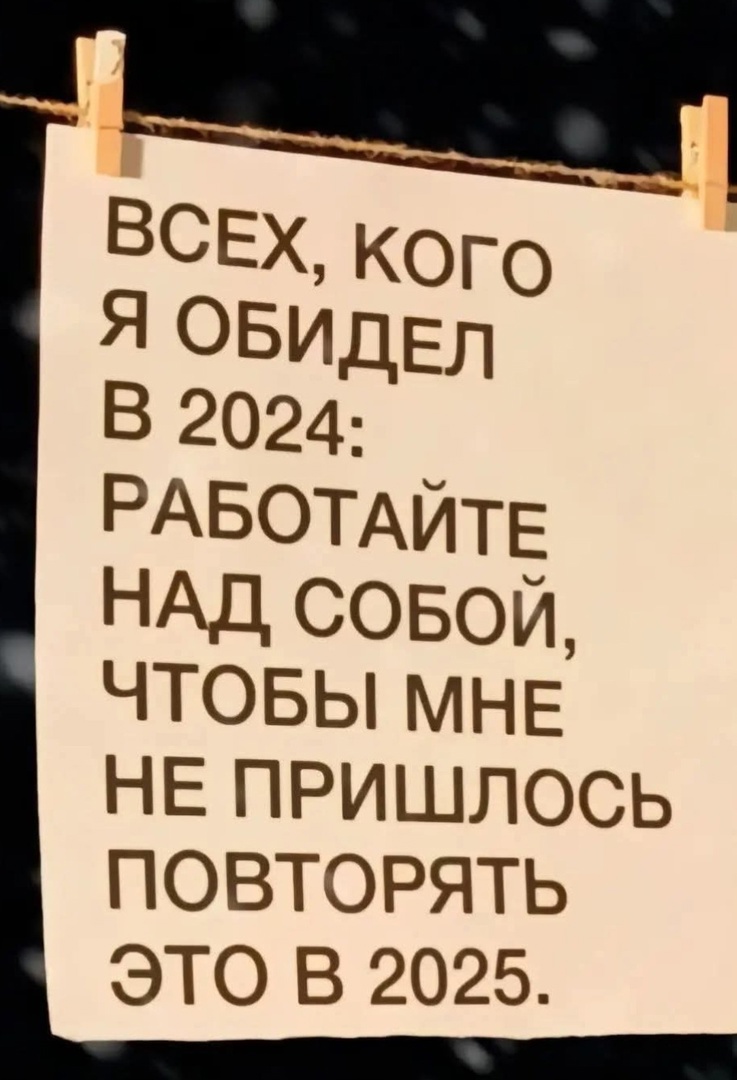 ВСЕХ, КОГО
Я ОБИДЕЛ
В 2024:
РАБОТАЙТЕ
НАД СОБОЙ,
ЧТОБЫ МНЕ
НЕ ПРИШЛОСЬ
ПОВТОРЯТЬ
ЭТО В 2025.